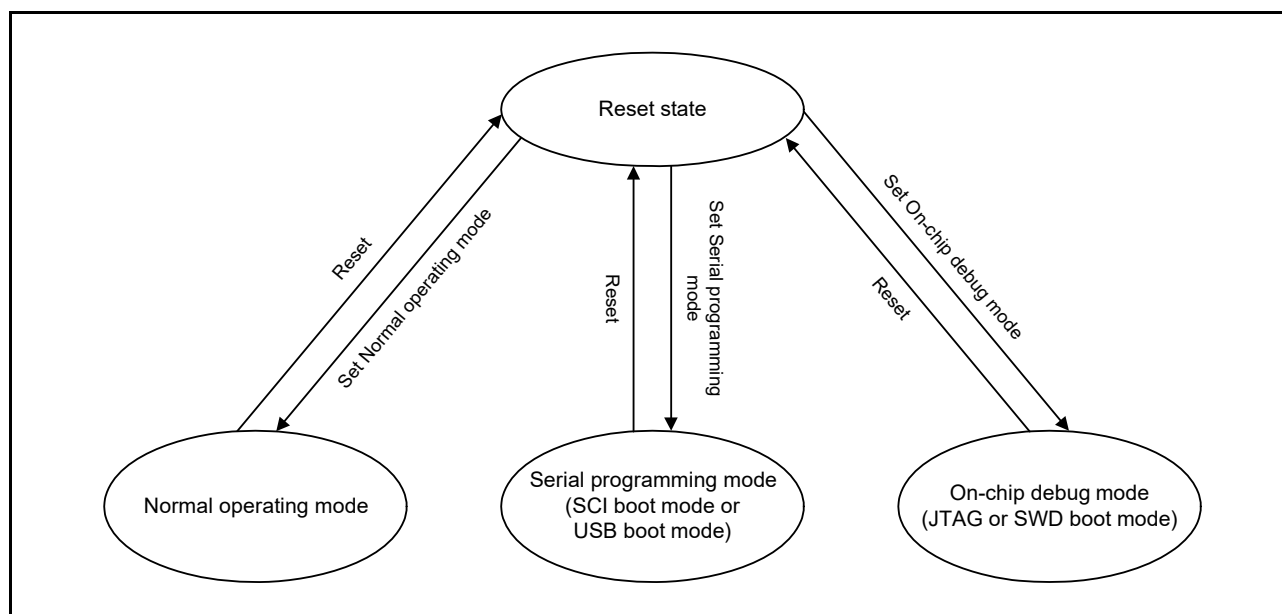 Reset state
Reset
Set Normal operating mode
Reset
Set Serial programming
mode
Set On-chip debug mode
Reset
Normal operating mode
Serial programming mode
(SCI boot mode or
USB boot mode)
On-chip debug mode
(JTAG or SWD boot mode)